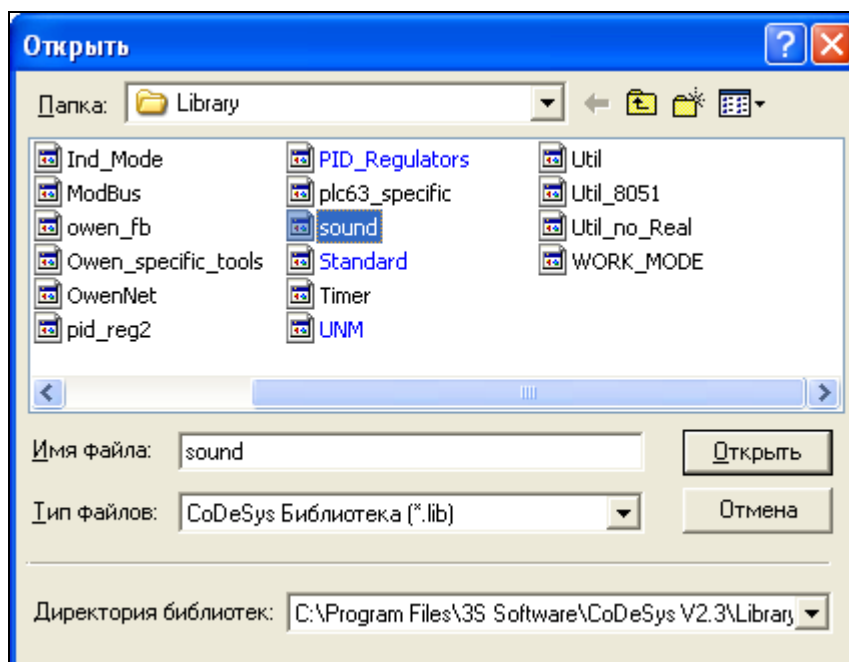 Открыть
Папка: Library
Ind_Mode PID_Regulators Util
ModBus plc63_specific Util_8051
owen_fb sound Util_no_Real
Owen_specific_tools Standard WORK_MODE
OwenNet Timer
pid_reg2 UNM
Имя файла: sound Открыть
Тип файлов: CoDeSys Библиотека (*.lib) Отмена
Директория библиотек: C:\Program Files\3S Software\CoDeSys V2.3\Library